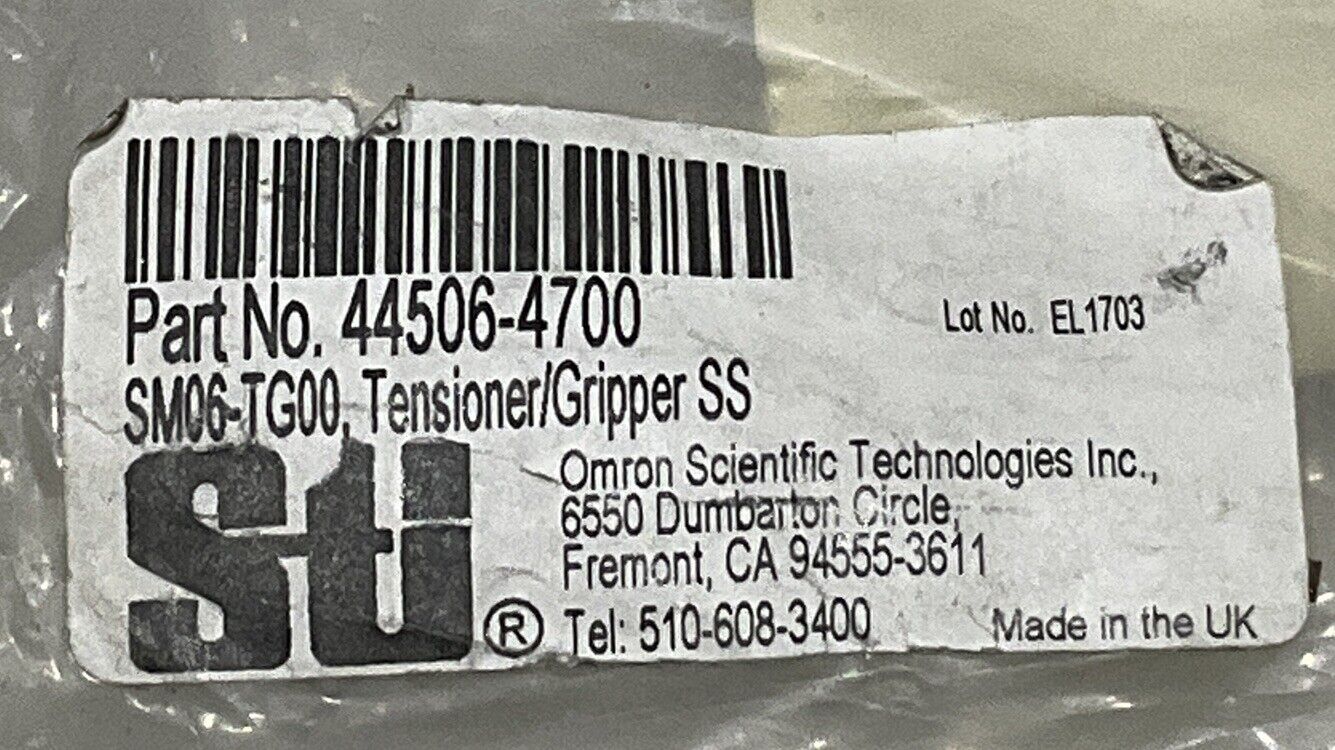 Part No. 44506-4700
Lot No. EL1703
SM06-TG00, Tensioner/Gripper SS
Sti ®
Omron Scientific Technologies Inc.,
6550 Dumbarton Circle,
Fremont, CA 94555-3611
Tel: 510-608-3400
Made in the UK